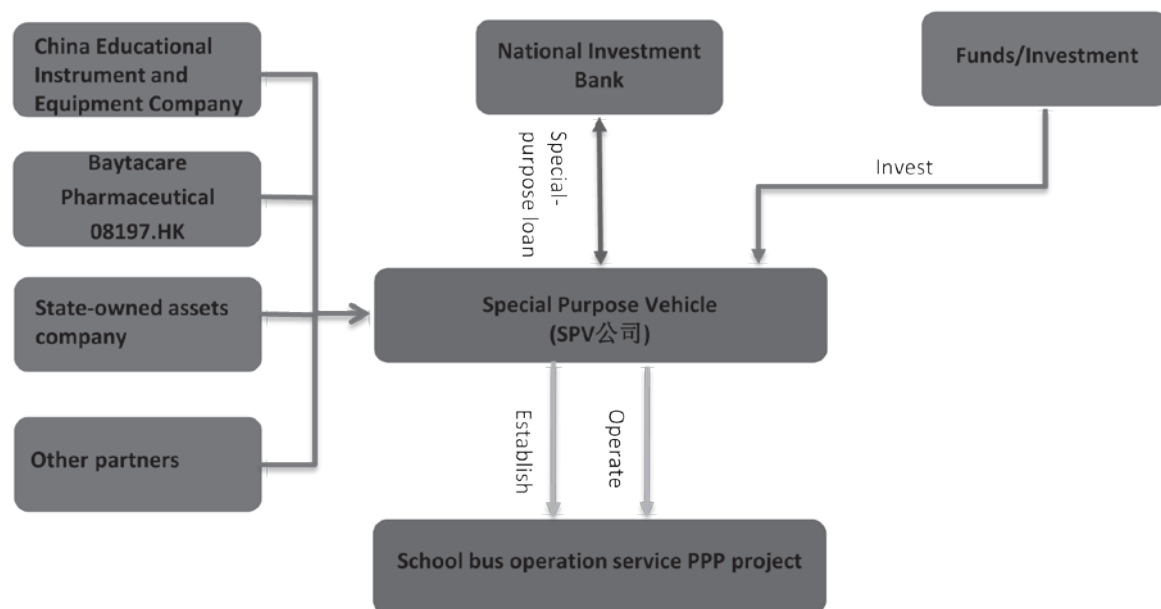 China Educational
Instrument and
Equipment Company
National Investment
Bank
Funds/Investment
Special-
purpose loan
Invest
Baytacare
Pharmaceutical
08197.HK
State-owned assets
company
Special Purpose Vehicle
(SPV公司)
Other partners
Establish
Operate
School bus operation service PPP project